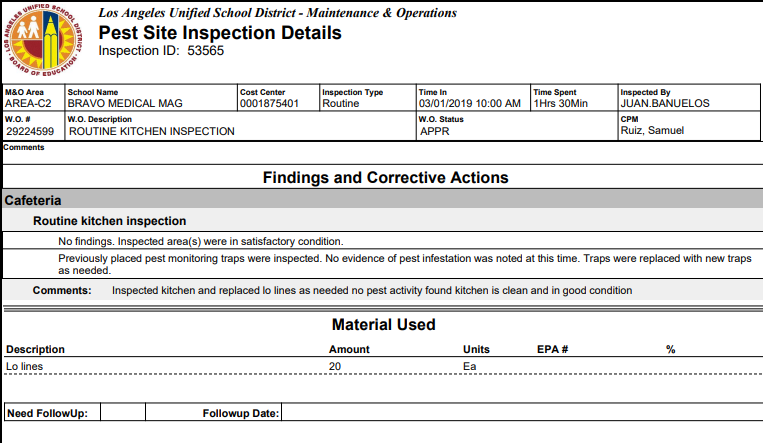 LOS ANGELES UNIFIED SCHOOL DISTRICT
BOARD OF EDUCATION
Los Angeles Unified School District - Maintenance & Operations
Pest Site Inspection Details
Inspection ID: 53565
M&O Area School Name Cost Center Inspection Type Time In Time Spent Inspected By
AREA-C2 BRAVO MEDICAL MAG 0001875401 Routine 03/01/2019 10:00 AM 1Hrs 30Min JUAN.BANUELOS
W.O. # W.O. Description W.O. Status CPM
29224599 ROUTINE KITCHEN INSPECTION APPR Ruiz, Samuel
Comments
Findings and Corrective Actions
Cafeteria
Routine kitchen inspection
No findings. Inspected area(s) were in satisfactory condition.
Previously placed pest monitoring traps were inspected. No evidence of pest infestation was noted at this time. Traps were replaced with new traps
as needed.
Comments: Inspected kitchen and replaced lo lines as needed no pest activity found kitchen is clean and in good condition
Material Used
Description Amount Units EPA # %
Lo lines 20 Ea
Need FollowUp: Followup Date: